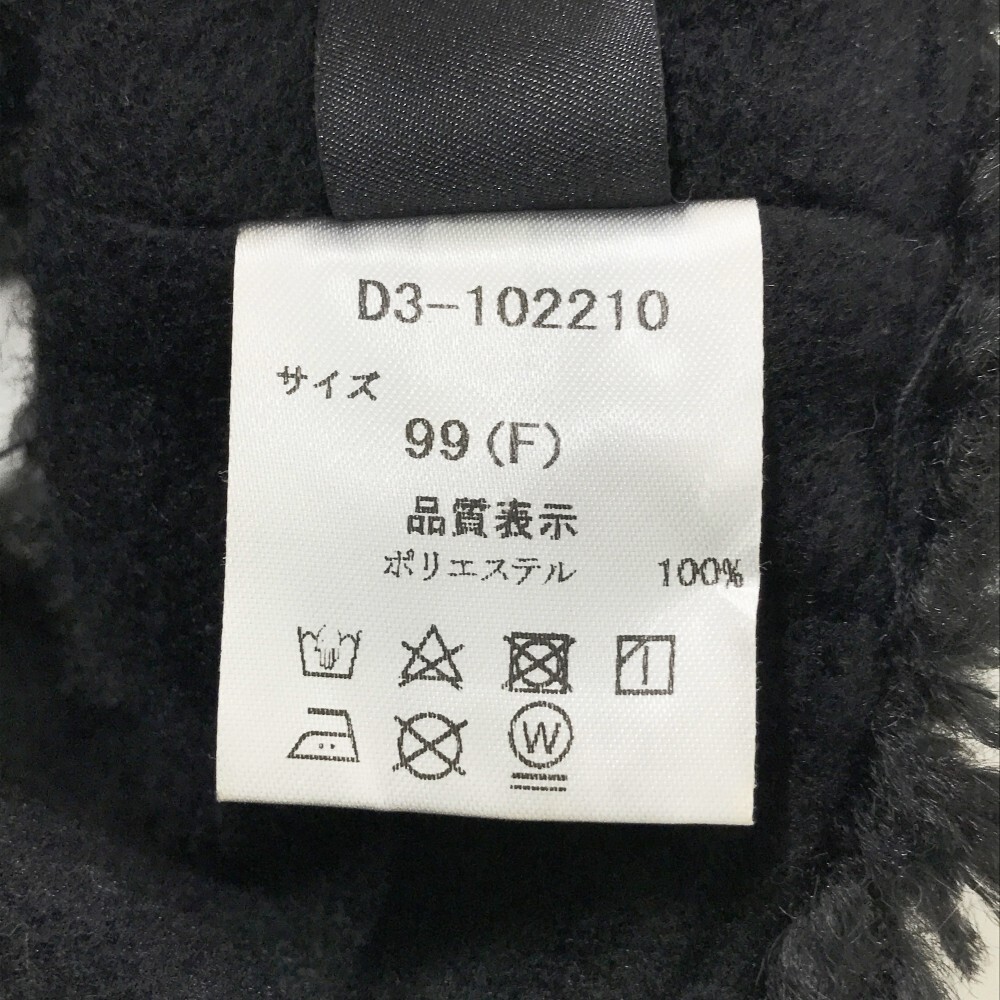 D3-102210
サイズ
99(F)
品質表示
ポリエステル 100%
W